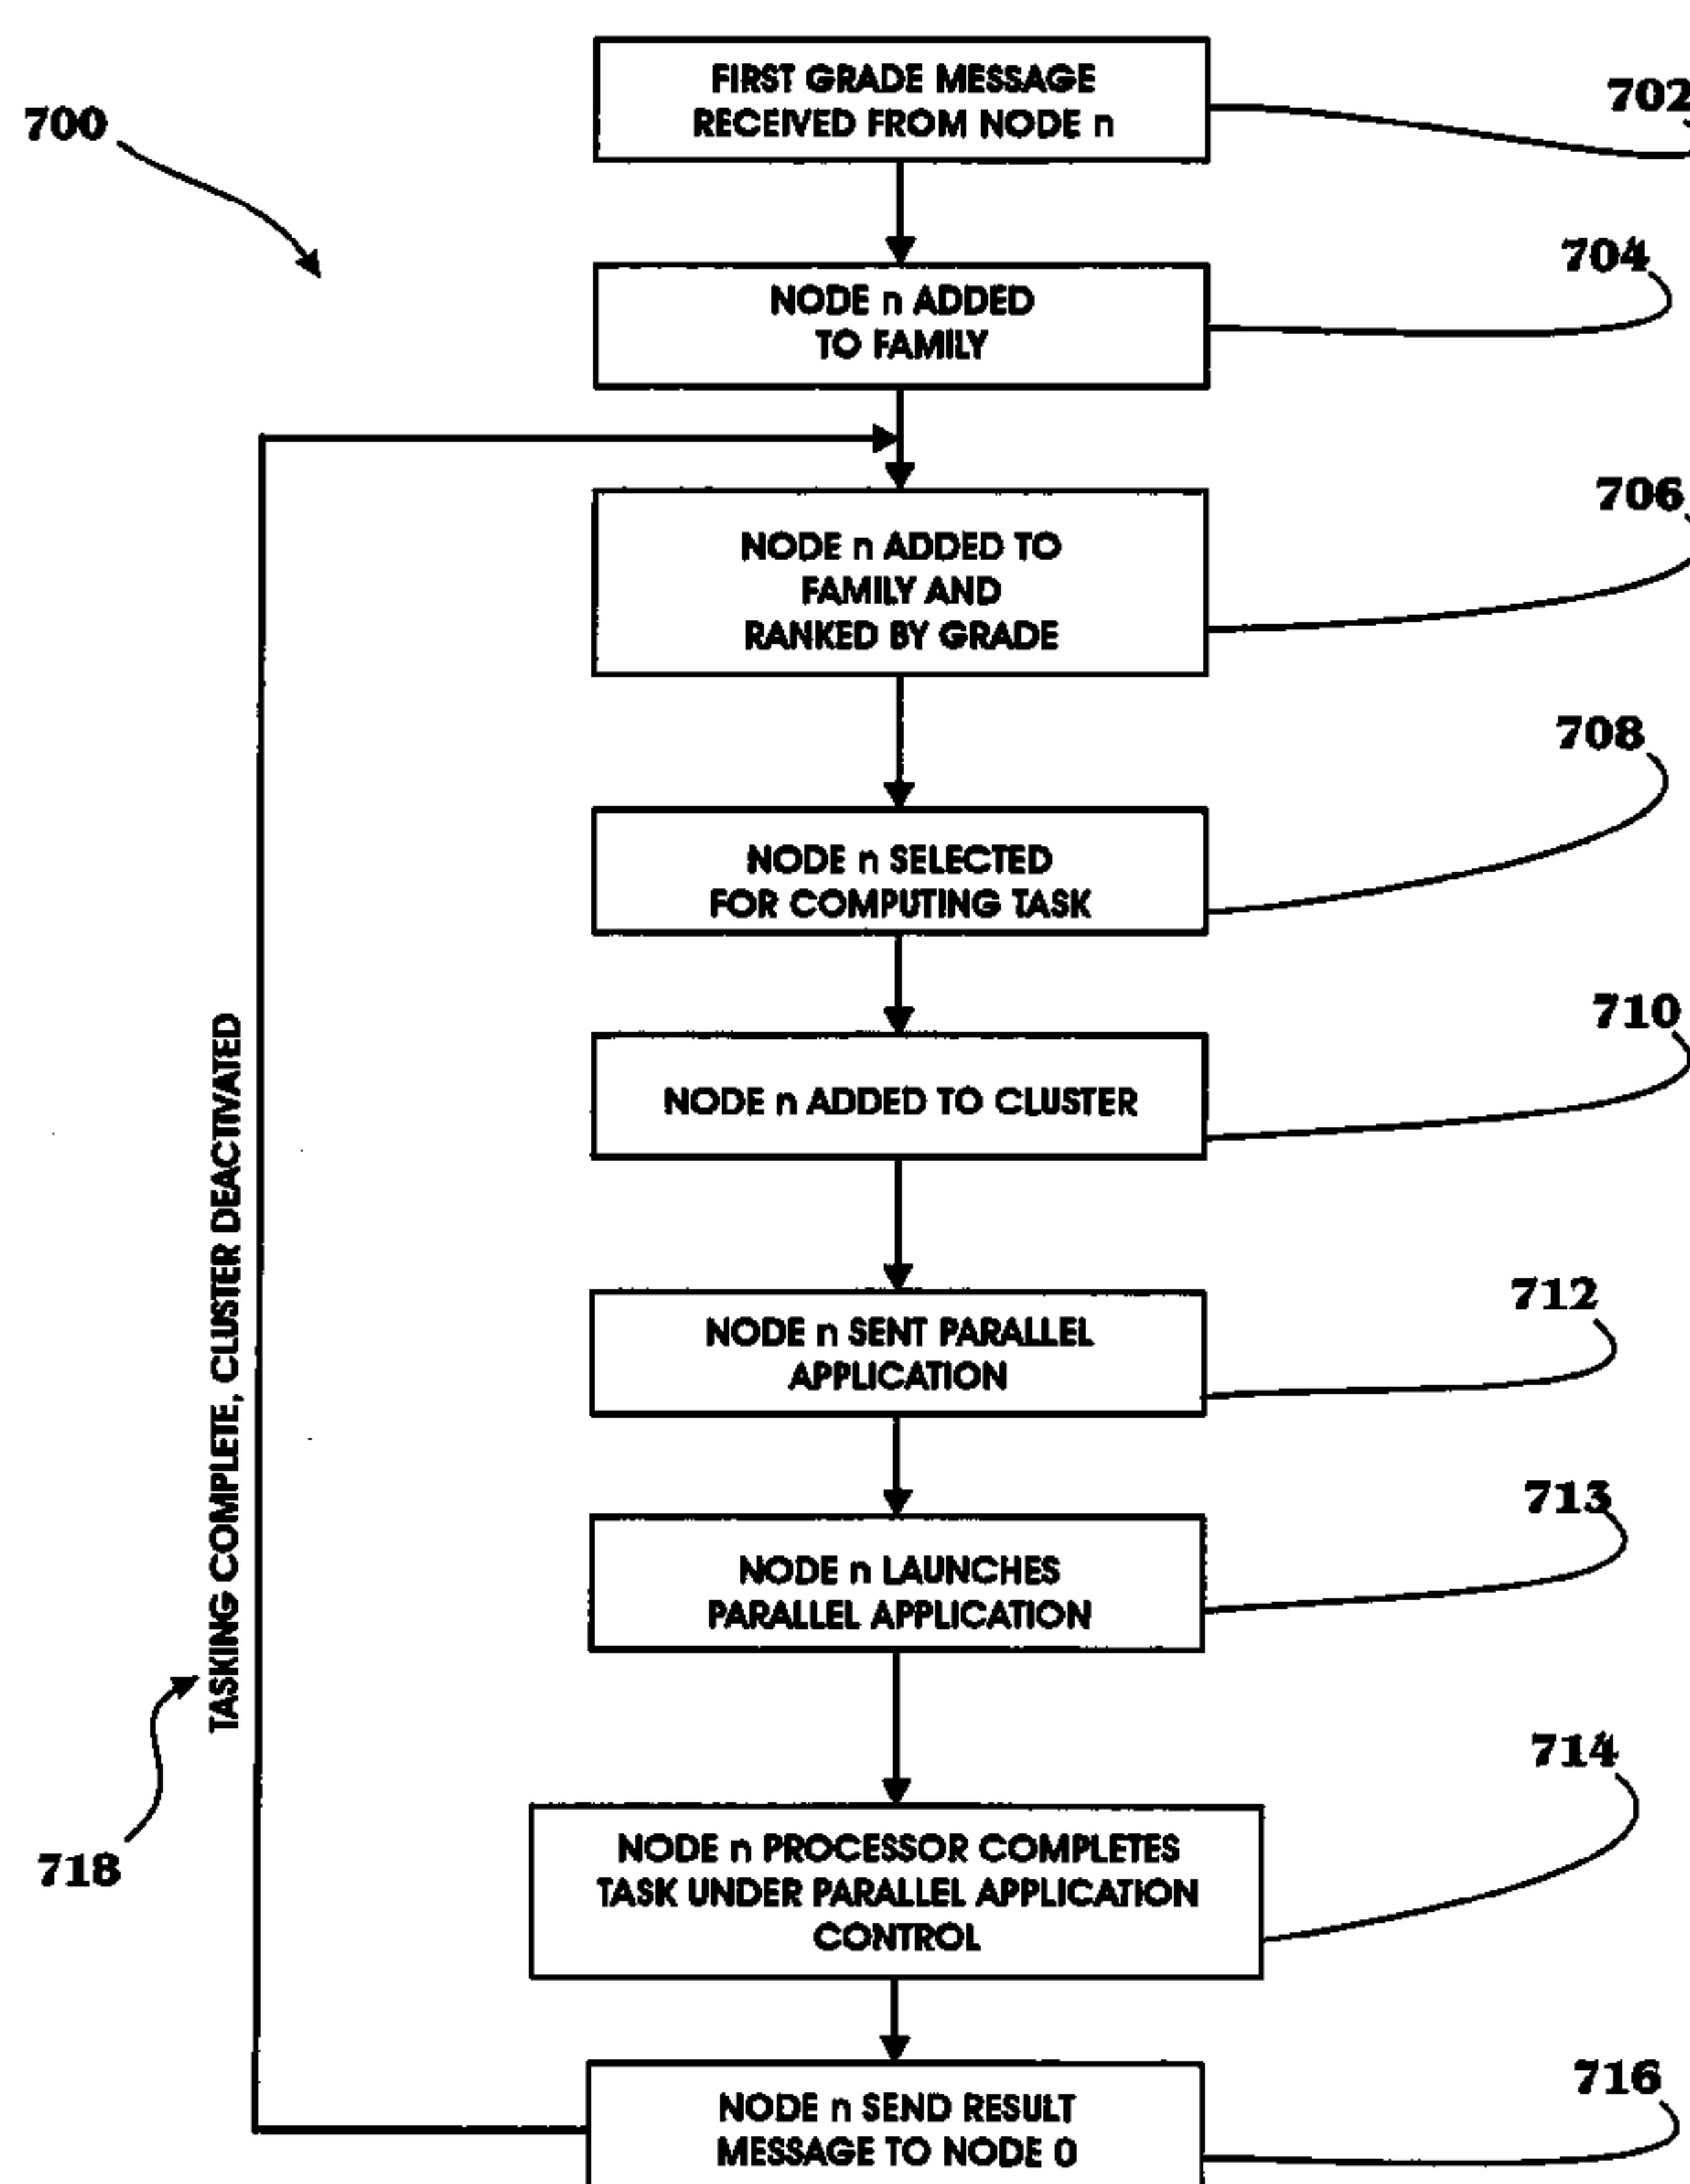 700
FIRST GRADE MESSAGE
RECEIVED FROM NODE n
702
NODE n ADDED
TO FAMILY
704
NODE n ADDED TO
FAMILY AND
RANKED BY GRADE
706
NODE n SELECTED
FOR COMPUTING TASK
708
NODE n ADDED TO CLUSTER
710
NODE n SENT PARALLEL
APPLICATION
712
NODE n LAUNCHES
PARALLEL APPLICATION
713
NODE n PROCESSOR COMPLETES
TASK UNDER PARALLEL APPLICATION
CONTROL
714
NODE n SEND RESULT
MESSAGE TO NODE 0
716
TASKING COMPLETE, CLUSTER DEACTIVATED
718